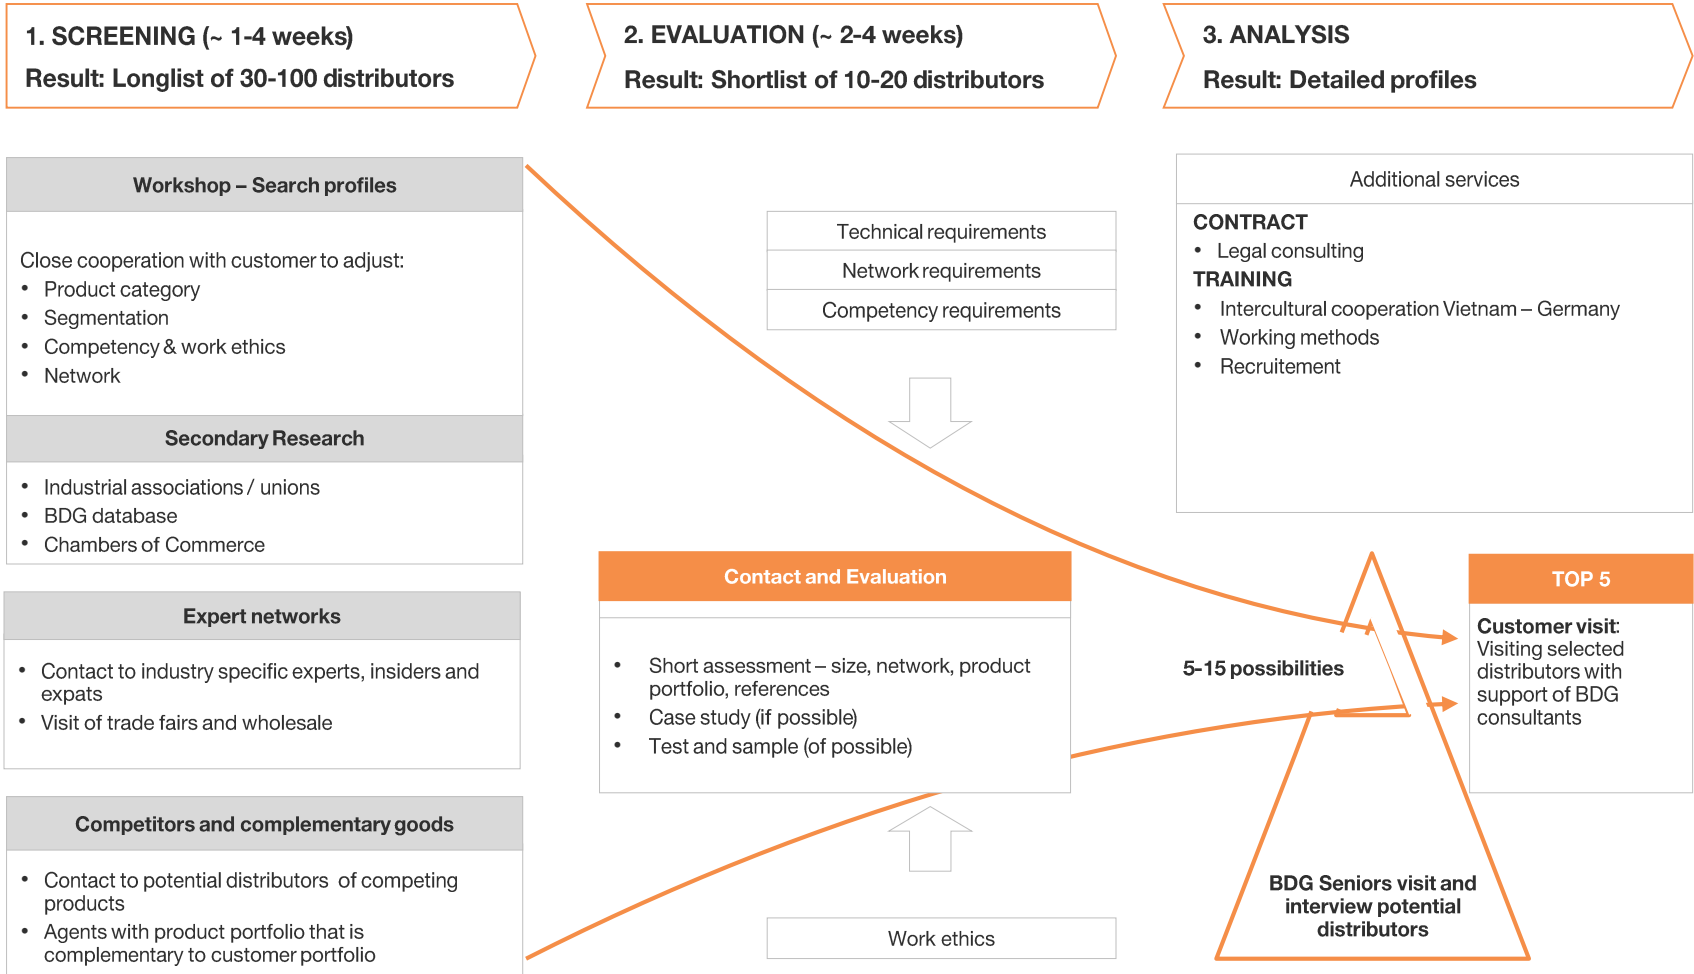 1. SCREENING (~ 1-4 weeks)
Result: Longlist of 30-100 distributors
2. EVALUATION (~ 2-4 weeks)
Result: Shortlist of 10-20 distributors
3. ANALYSIS
Result: Detailed profiles
Workshop – Search profiles
Close cooperation with customer to adjust:
• Product category
• Segmentation
• Competency & work ethics
• Network
Secondary Research
• Industrial associations / unions
• BDG database
• Chambers of Commerce
Expert networks
• Contact to industry specific experts, insiders and
expats
• Visit of trade fairs and wholesale
Competitors and complementary goods
• Contact to potential distributors of competing
products
• Agents with product portfolio that is
complementary to customer portfolio
Technical requirements
Network requirements
Competency requirements
Contact and Evaluation
• Short assessment – size, network, product
portfolio, references
• Case study (if possible)
• Test and sample (of possible)
Work ethics
Additional services
CONTRACT
• Legal consulting
TRAINING
• Intercultural cooperation Vietnam – Germany
• Working methods
• Recruitement
5-15 possibilities
BDG Seniors visit and
interview potential
distributors
TOP 5
Customer visit:
Visiting selected
distributors with
support of BDG
consultants